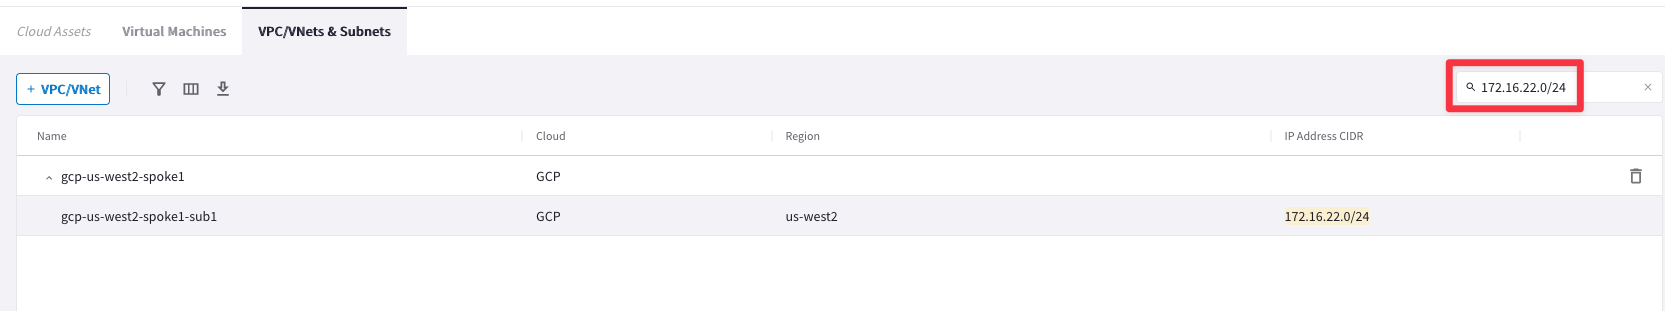 Cloud Assets Virtual Machines VPC/VNets & Subnets
+ VPC/VNet 172.16.22.0/24 ×
Name Cloud Region IP Address CIDR
gcp-us-west2-spoke1 GCP
gcp-us-west2-spoke1-sub1 GCP us-west2 172.16.22.0/24